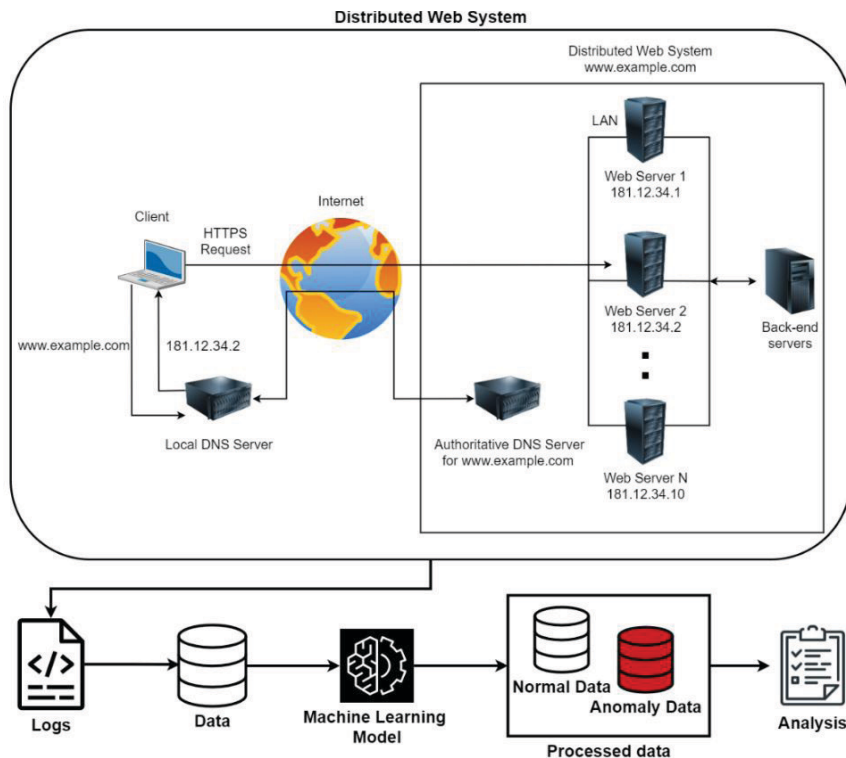 Distributed Web System
Distributed Web System
www.example.com
LAN
Web Server 1
181.12.34.1
Internet
Client
HTTPS
Request
Web Server 2
181.12.34.2
Back-end
servers
www.example.com
181.12.34.2
Local DNS Server
Authoritative DNS Server
for www.example.com
Web Server N
181.12.34.10
</>
Logs
Data
Machine Learning
Model
Normal Data
Anomaly Data
Processed data
Analysis